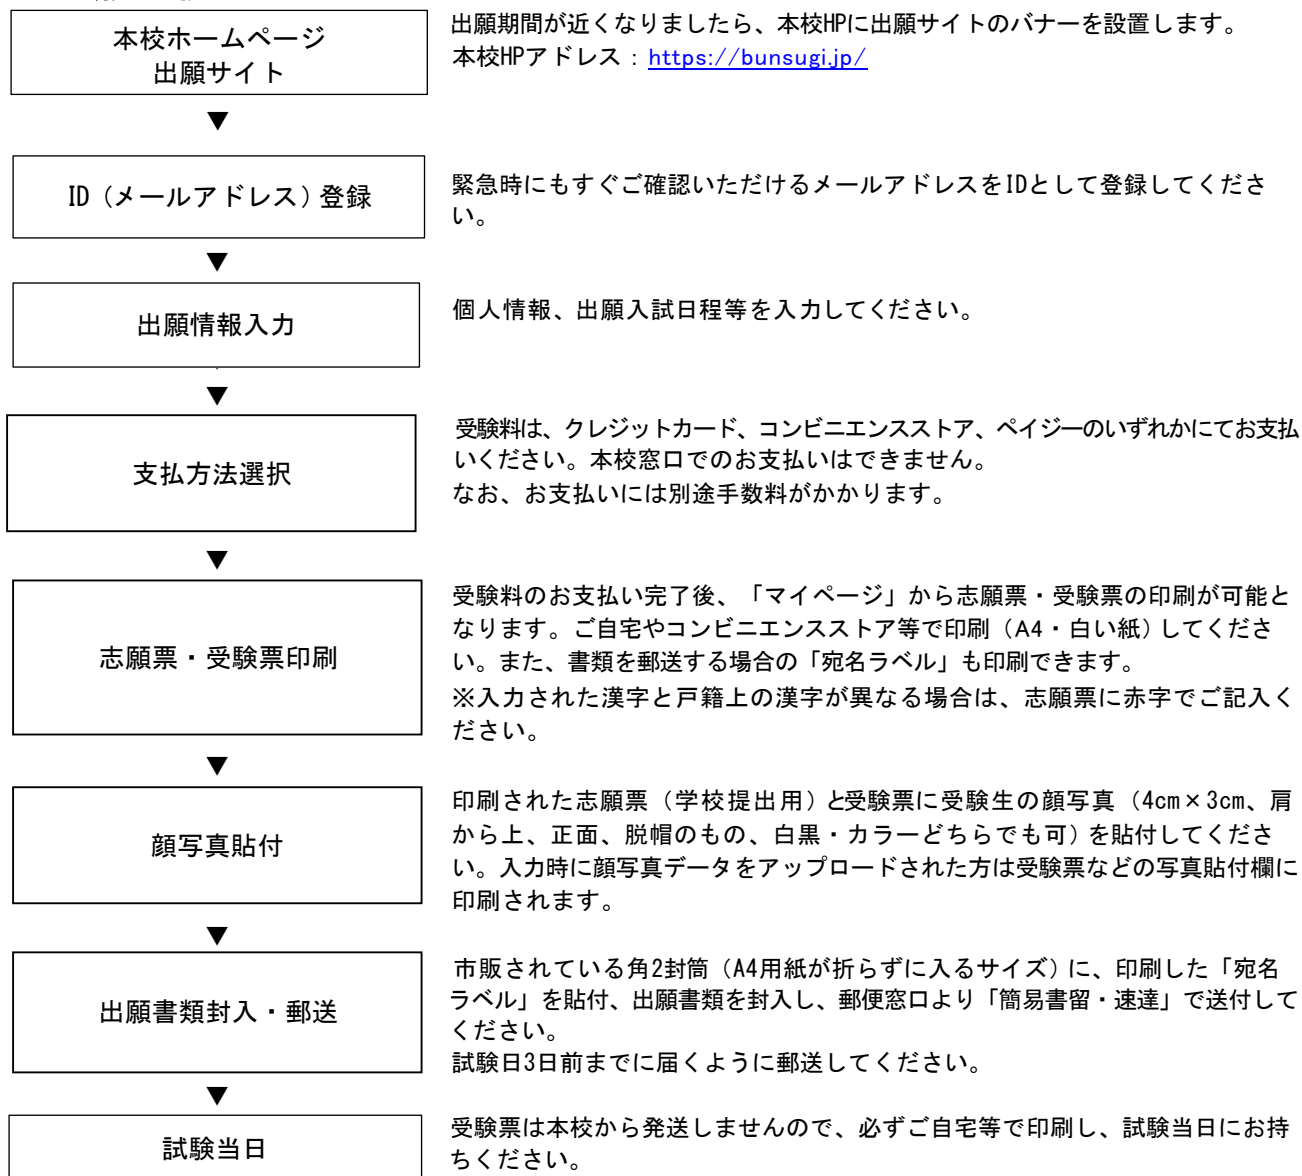 本校ホームページ
出願サイト
出願期間が近くなりましたら、本校HPに出願サイトのバナーを設置します。
本校HPアドレス：https://bunsugi.jp/
▼
ID（メールアドレス）登録
緊急時にもすぐご確認いただけるメールアドレスをIDとして登録してくださ
い。
▼
出願情報入力
個人情報、出願入試日程等を入力してください。
▼
支払方法選択
受験料は、クレジットカード、コンビニエンスストア、ペイジーのいずれかにてお支払
いください。本校窓口でのお支払いはできません。
なお、お支払いには別途手数料がかかります。
▼
志願票・受験票印刷
受験料のお支払い完了後、「マイページ」から志願票・受験票の印刷が可能と
なります。ご自宅やコンビニエンスストア等で印刷（A4・白い紙）してくださ
い。また、書類を郵送する場合の「宛名ラベル」も印刷できます。
※入力された漢字と戸籍上の漢字が異なる場合は、志願票に赤字でご記入く
ださい。
▼
顔写真貼付
印刷された志願票（学校提出用）と受験票に受験生の顔写真（4cm×3cm、肩
から上、正面、脱帽のもの、白黒・カラーどちらでも可）を貼付してくださ
い。入力時に顔写真データをアップロードされた方は受験票などの写真貼付欄に
印刷されます。
▼
出願書類封入・郵送
市販されている角2封筒（A4用紙が折らずに入るサイズ）に、印刷した「宛名
ラベル」を貼付、出願書類を封入し、郵便窓口より「簡易書留・速達」で送付して
ください。
試験日3日前までに届くように郵送してください。
▼
試験当日
受験票は本校から発送しませんので、必ずご自宅等で印刷し、試験当日にお持
ちください。